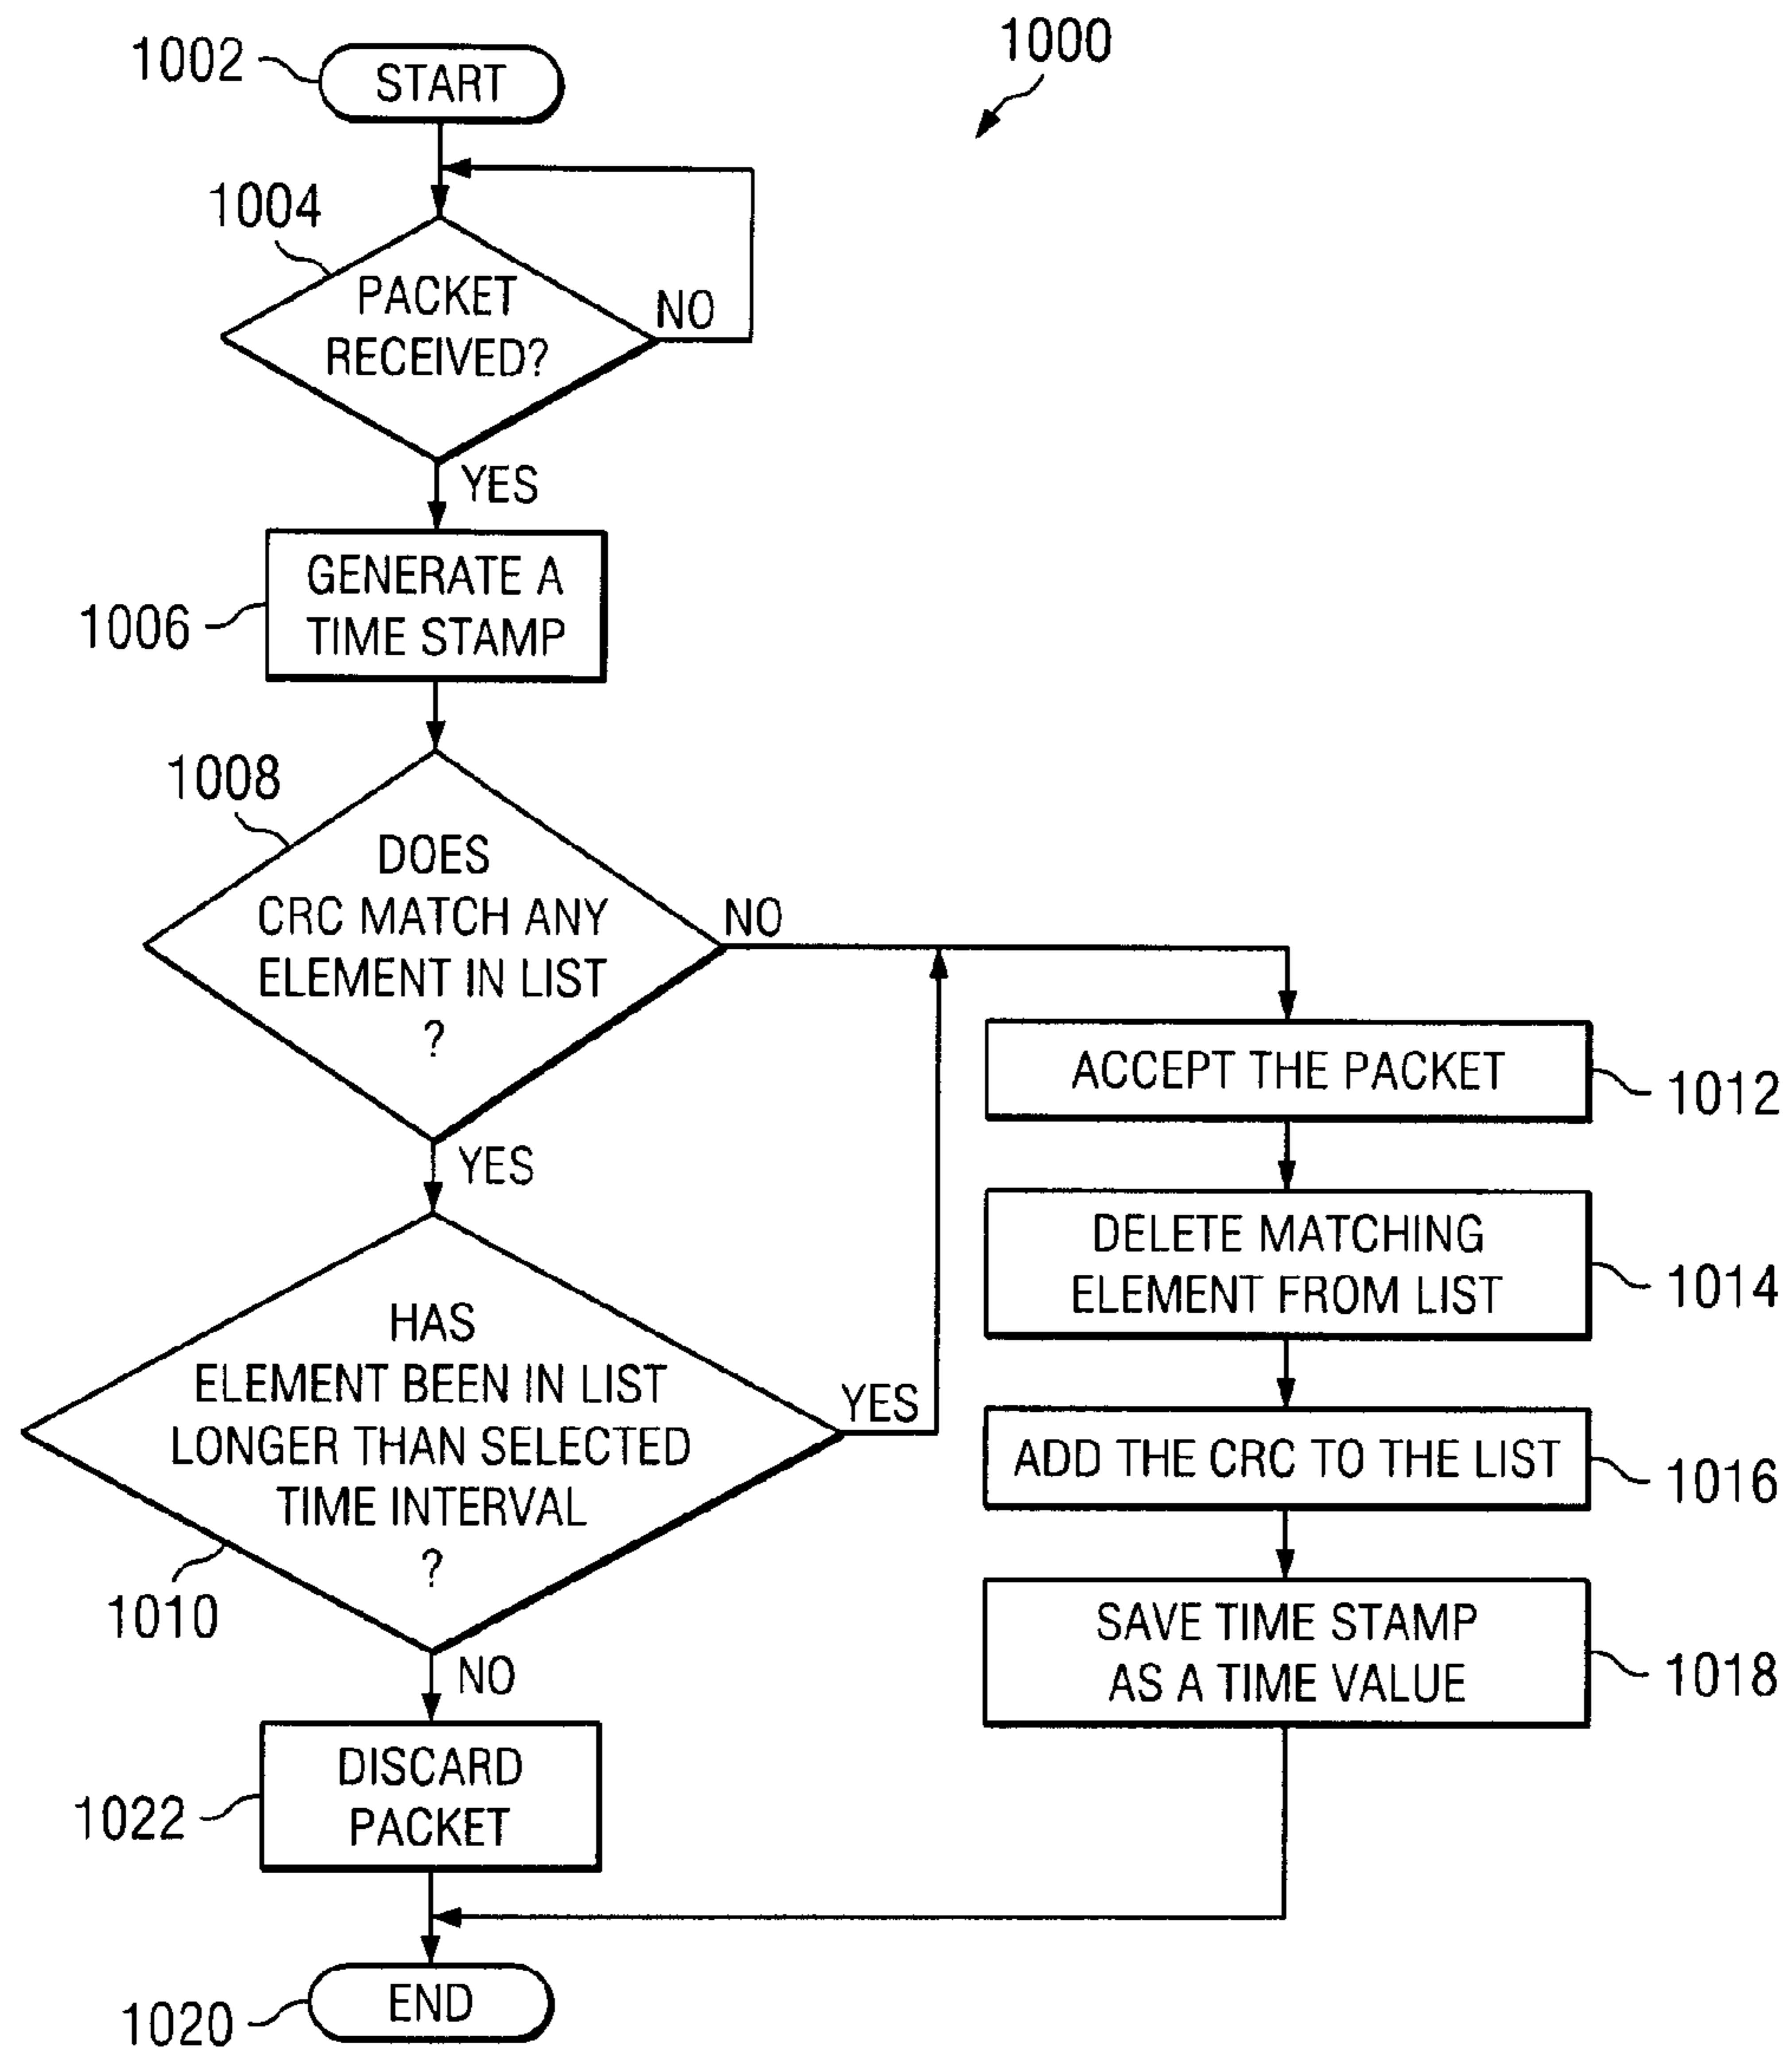 1000
1002
START
1004
PACKET
RECEIVED?
NO
YES
1006
GENERATE A
TIME STAMP
1008
DOES
CRC MATCH ANY
ELEMENT IN LIST
?
NO
YES
1010
HAS
ELEMENT BEEN IN LIST
LONGER THAN SELECTED
TIME INTERVAL
?
YES
NO
ACCEPT THE PACKET
1012
DELETE MATCHING
ELEMENT FROM LIST
1014
ADD THE CRC TO THE LIST
1016
SAVE TIME STAMP
AS A TIME VALUE
1018
1022
DISCARD
PACKET
1020
END